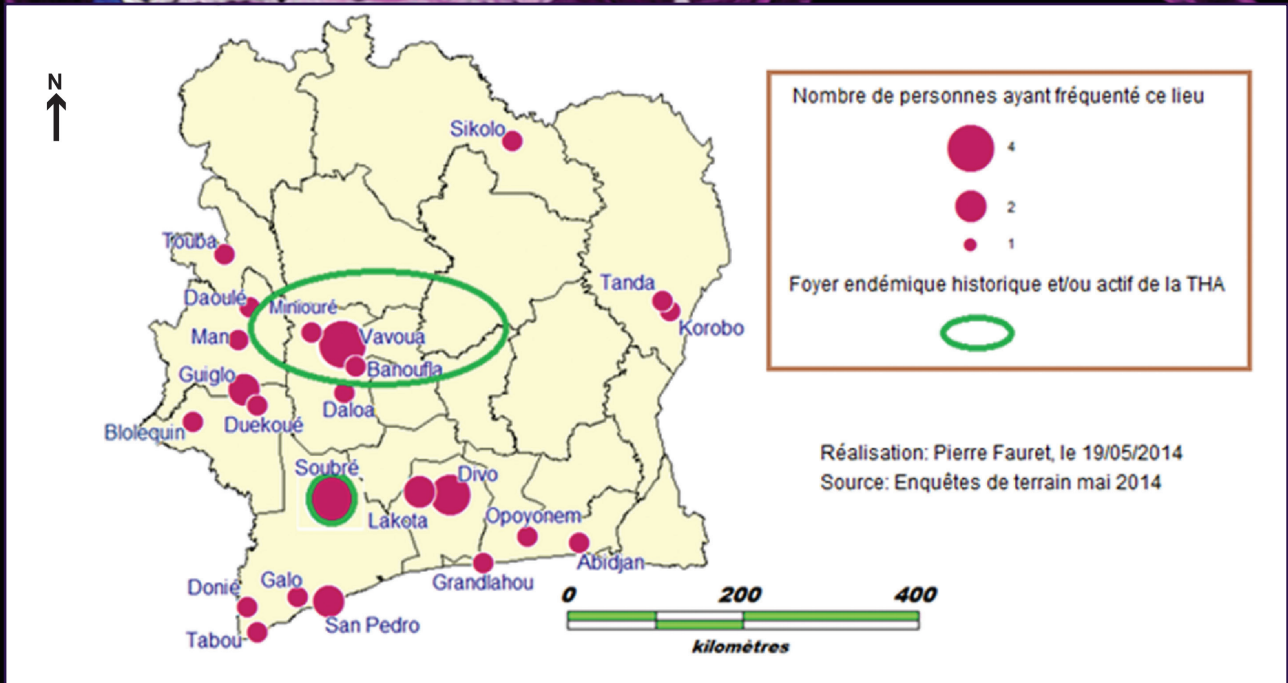 N
Sikolo
Touba
Daoulé
Miniouré
Man
Vavoua
Banoufla
Guiglo
Daloa
Duekoué
Blolequin
Tanda
Korobo
Soubré
Divo
Lakota
Opoyonem
Abidjan
Grandlahou
Donié
Galo
San Pedro
Tabou
Nombre de personnes ayant fréquenté ce lieu
4
2
1
Foyer endémique historique et/ou actif de la THA
Réalisation: Pierre Fauret, le 19/05/2014
Source: Enquêtes de terrain mai 2014
0 200 400
kilomètres